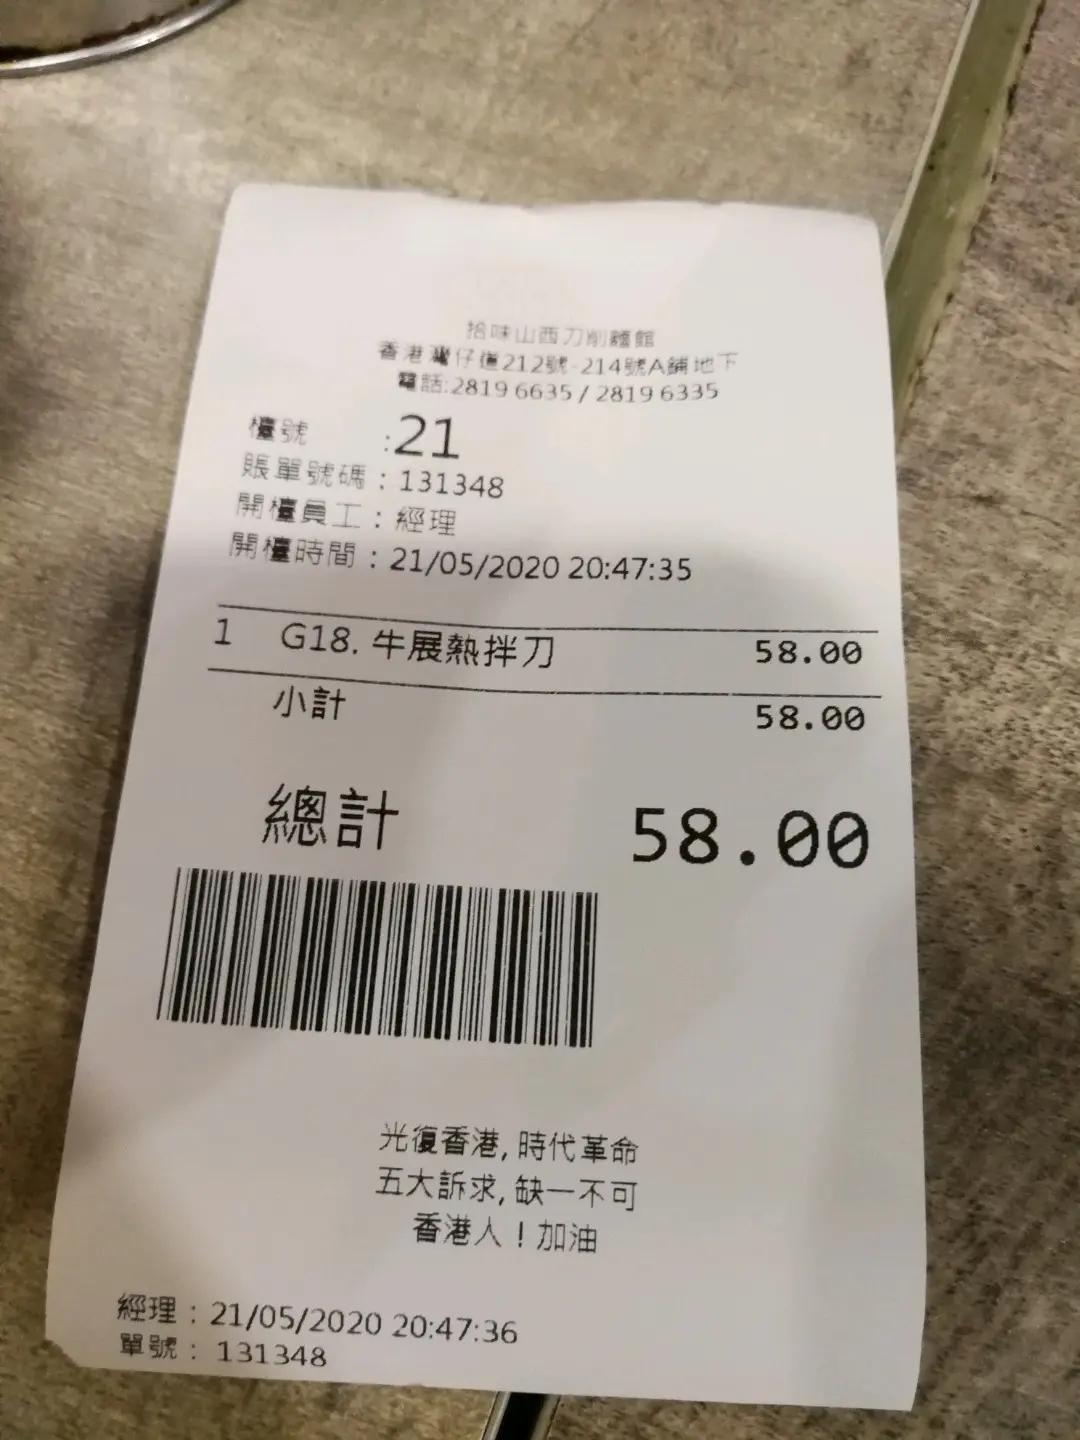 拾味山西刀削麵館
香港灣仔道212號-214號A鋪地下
電話:2819 6635 / 2819 6335
檯號 :21
賬單號碼 : 131348
開檯員工 : 經理
開檯時間 : 21/05/2020 20:47:35
1 G18. 牛展熱拌刀 58.00
小計 58.00
總計 58.00
光復香港, 時代革命
五大訴求, 缺一不可
香港人！加油
經理 : 21/05/2020 20:47:36
單號 : 131348